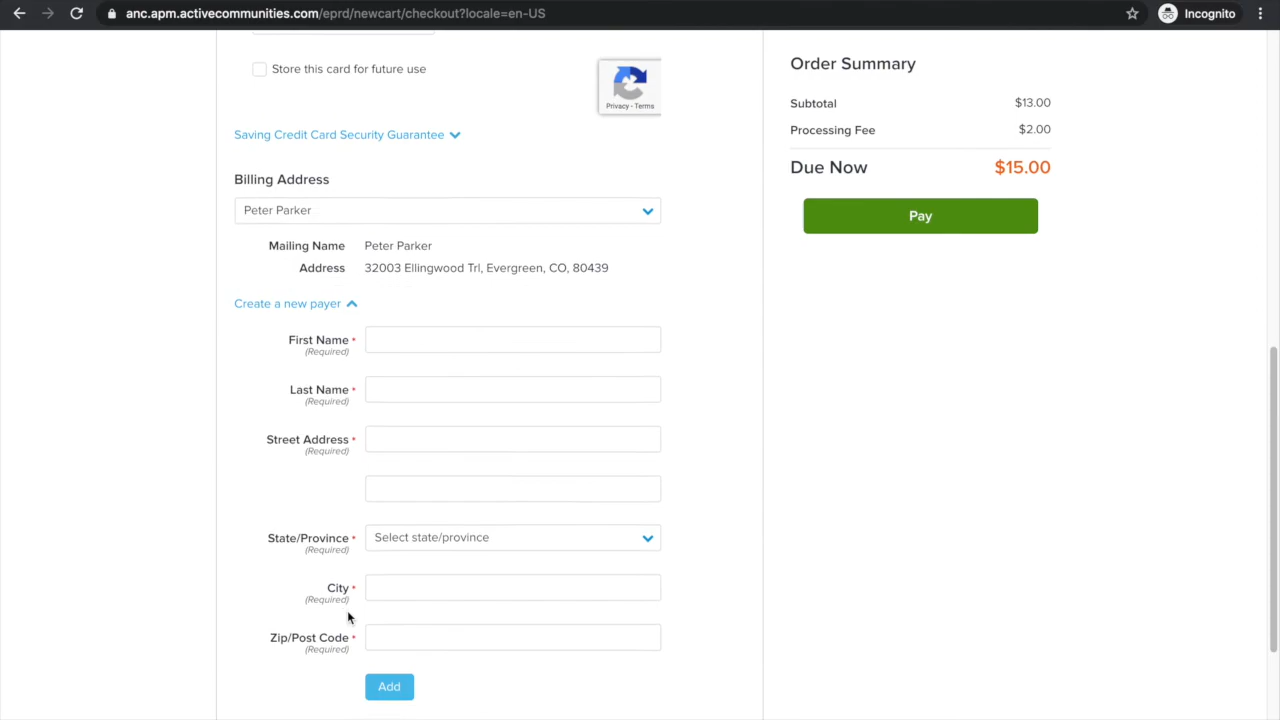 anc.apm.activecommunities.com/eprd/newcart/checkout?locale=en-US
Incognito
Store this card for future use
Privacy - Terms
Saving Credit Card Security Guarantee
Billing Address
Peter Parker
Mailing Name Peter Parker
Address 32003 Ellingwood Trl, Evergreen, CO, 80439
Create a new payer
First Name *
(Required)
Last Name *
(Required)
Street Address *
(Required)
State/Province * Select state/province
(Required)
City *
(Required)
Zip/Post Code *
(Required)
Add
Order Summary
Subtotal $13.00
Processing Fee $2.00
Due Now $15.00
Pay